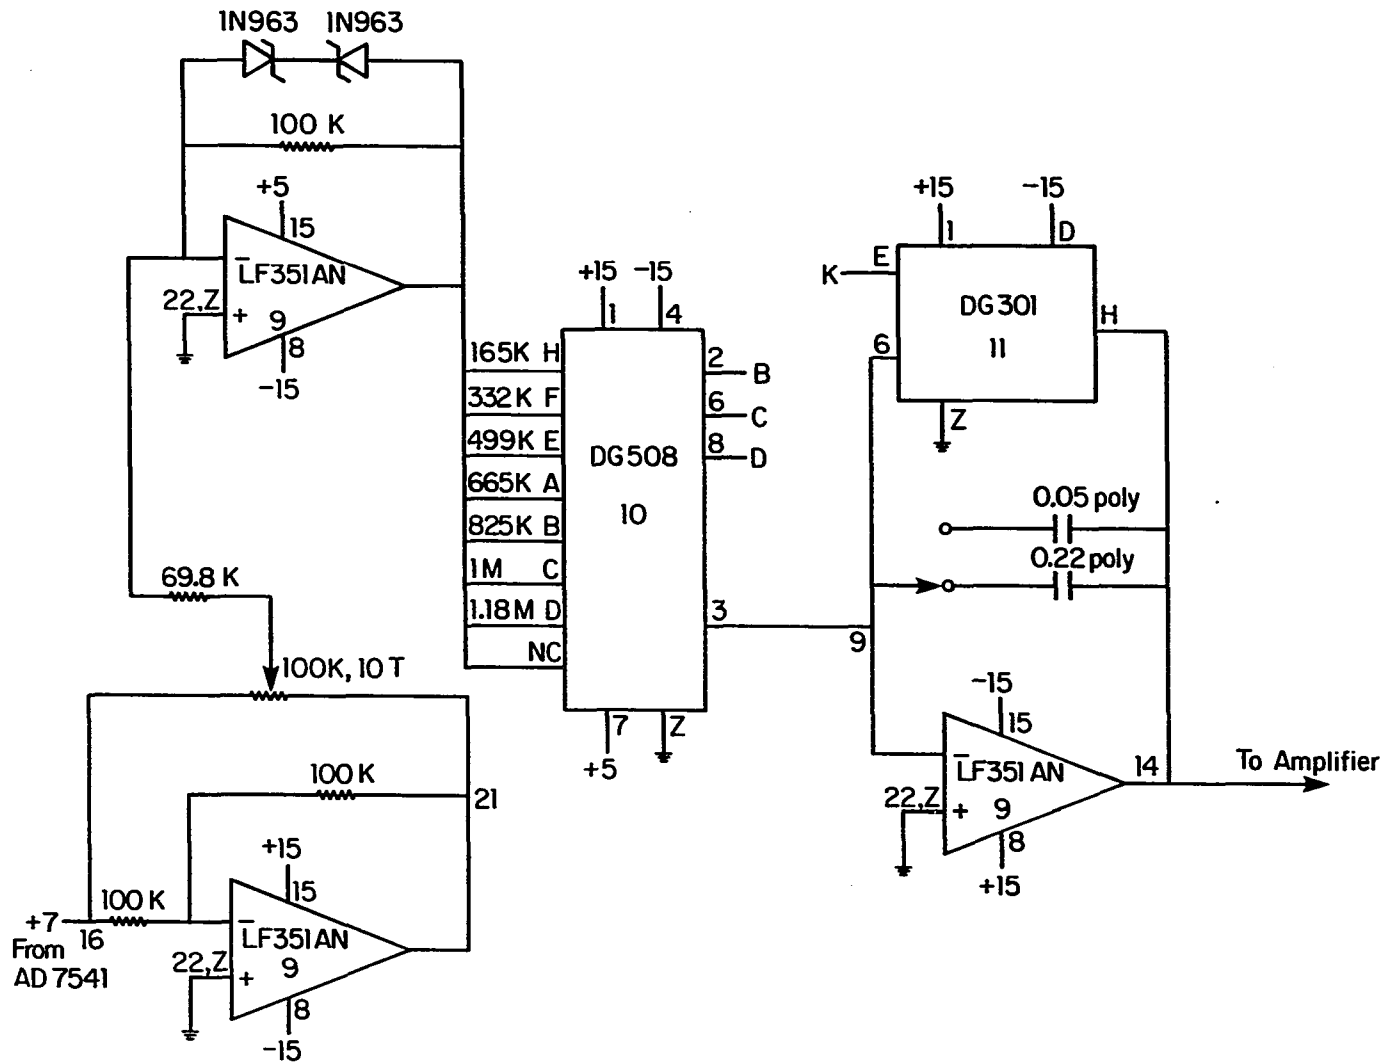 1N963 1N963
100 K
+5
15
− LF351AN
22,Z
+ 9
8
−15
69.8 K
100K, 10 T
100 K
21
+15
15
100 K
+7
16
From
AD 7541
− LF351AN
22,Z
+ 9
8
−15
+15 −15
1 4
165K H
332K F
499K E
665K A
825K B
1M C
1.18M D
NC
DG508
10
2 B
6 C
8 D
3
7 Z
+5
+15 −15
1 D
K E
DG301
11
H
6
Z
0.05 poly
0.22 poly
9
−15
15
− LF351AN
22,Z
+ 9
8
+15
14
To Amplifier